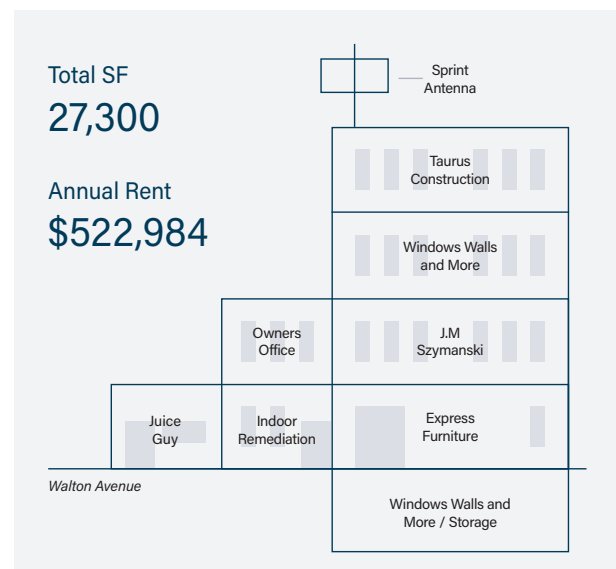 Total SF
27,300
Annual Rent
$522,984
Sprint
Antenna
Taurus
Construction
Windows Walls
and More
Owners
Office
J.M
Szymanski
Juice
Guy
Indoor
Remediation
Express
Furniture
Walton Avenue
Windows Walls and
More / Storage